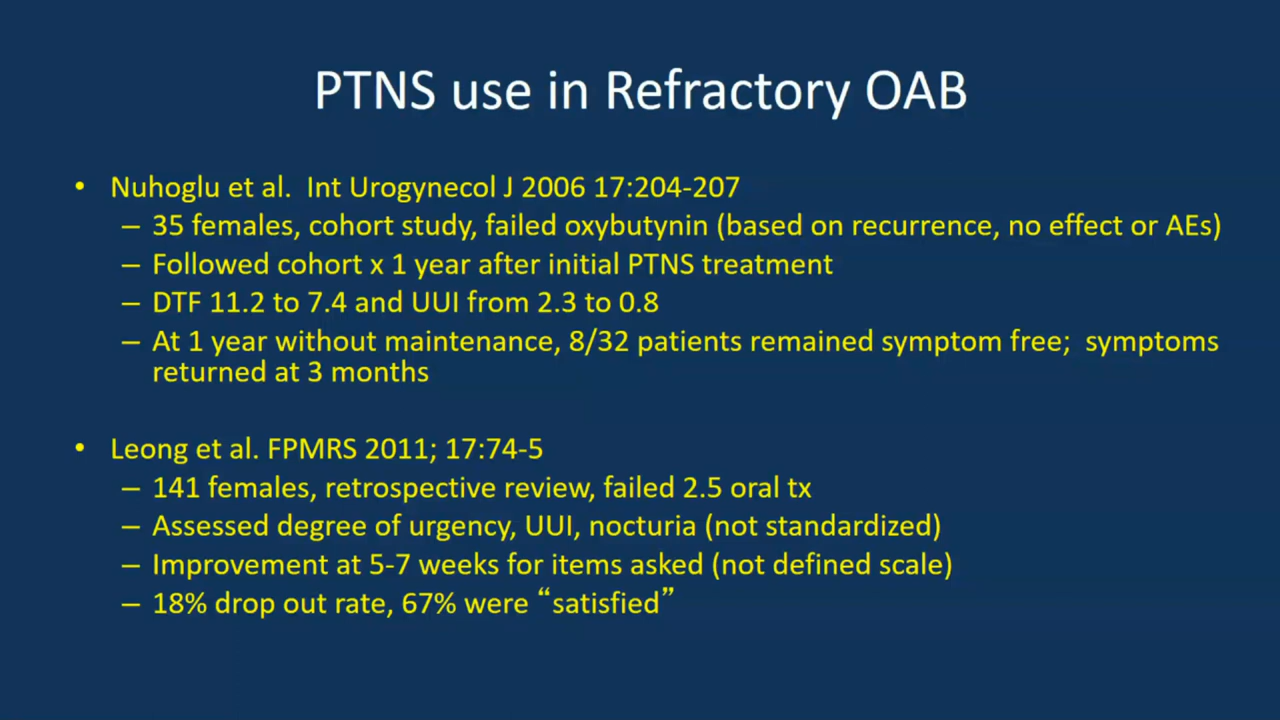 PTNS use in Refractory OAB
• Nuhoglu et al.  Int Urogynecol J 2006 17:204-207
– 35 females, cohort study, failed oxybutynin (based on recurrence, no effect or AEs)
– Followed cohort x 1 year after initial PTNS treatment
– DTF 11.2 to 7.4 and UUI from 2.3 to 0.8
– At 1 year without maintenance, 8/32 patients remained symptom free;  symptoms
returned at 3 months
• Leong et al. FPMRS 2011; 17:74-5
– 141 females, retrospective review, failed 2.5 oral tx
– Assessed degree of urgency, UUI, nocturia (not standardized)
– Improvement at 5-7 weeks for items asked (not defined scale)
– 18% drop out rate, 67% were “satisfied”